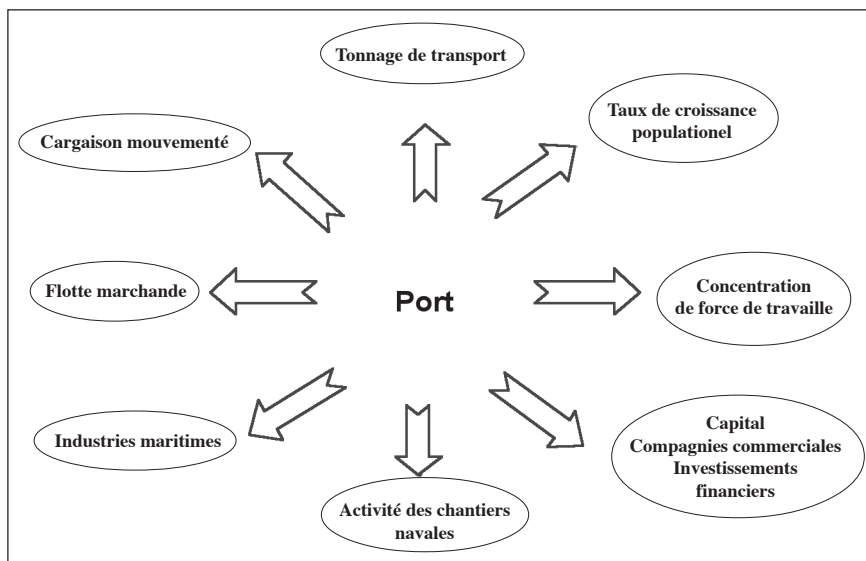 Tonnage de transport
Taux de croissance
populationel
Cargaison mouvementé
Flotte marchande
Port
Concentration
de force de travaille
Industries maritimes
Capital
Compagnies commerciales
Investissements
financiers
Activité des chantiers
navales